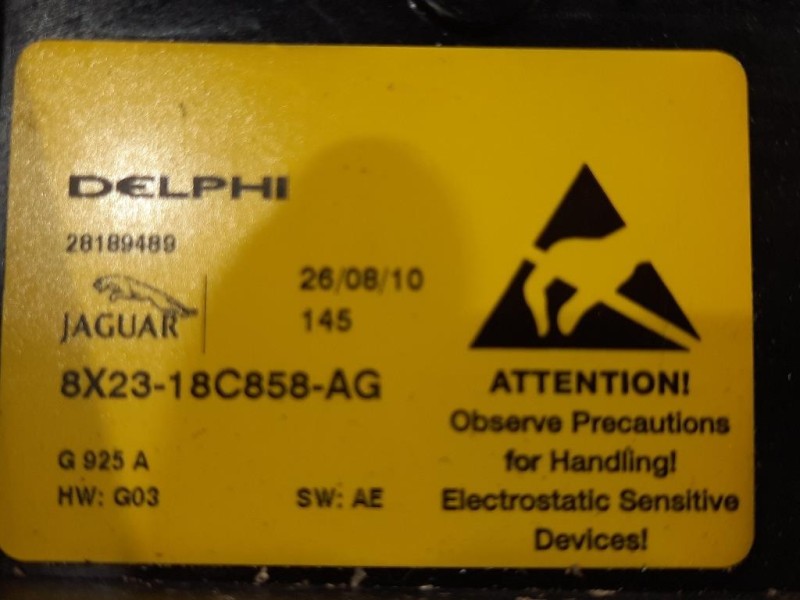 DELPHI
28189489
JAGUAR
26/08/10
145
8X23-18C858-AG
G 925 A
HW: G03
SW: AE
ATTENTION!
Observe Precautions
for Handling!
Electrostatic Sensitive
Devices!